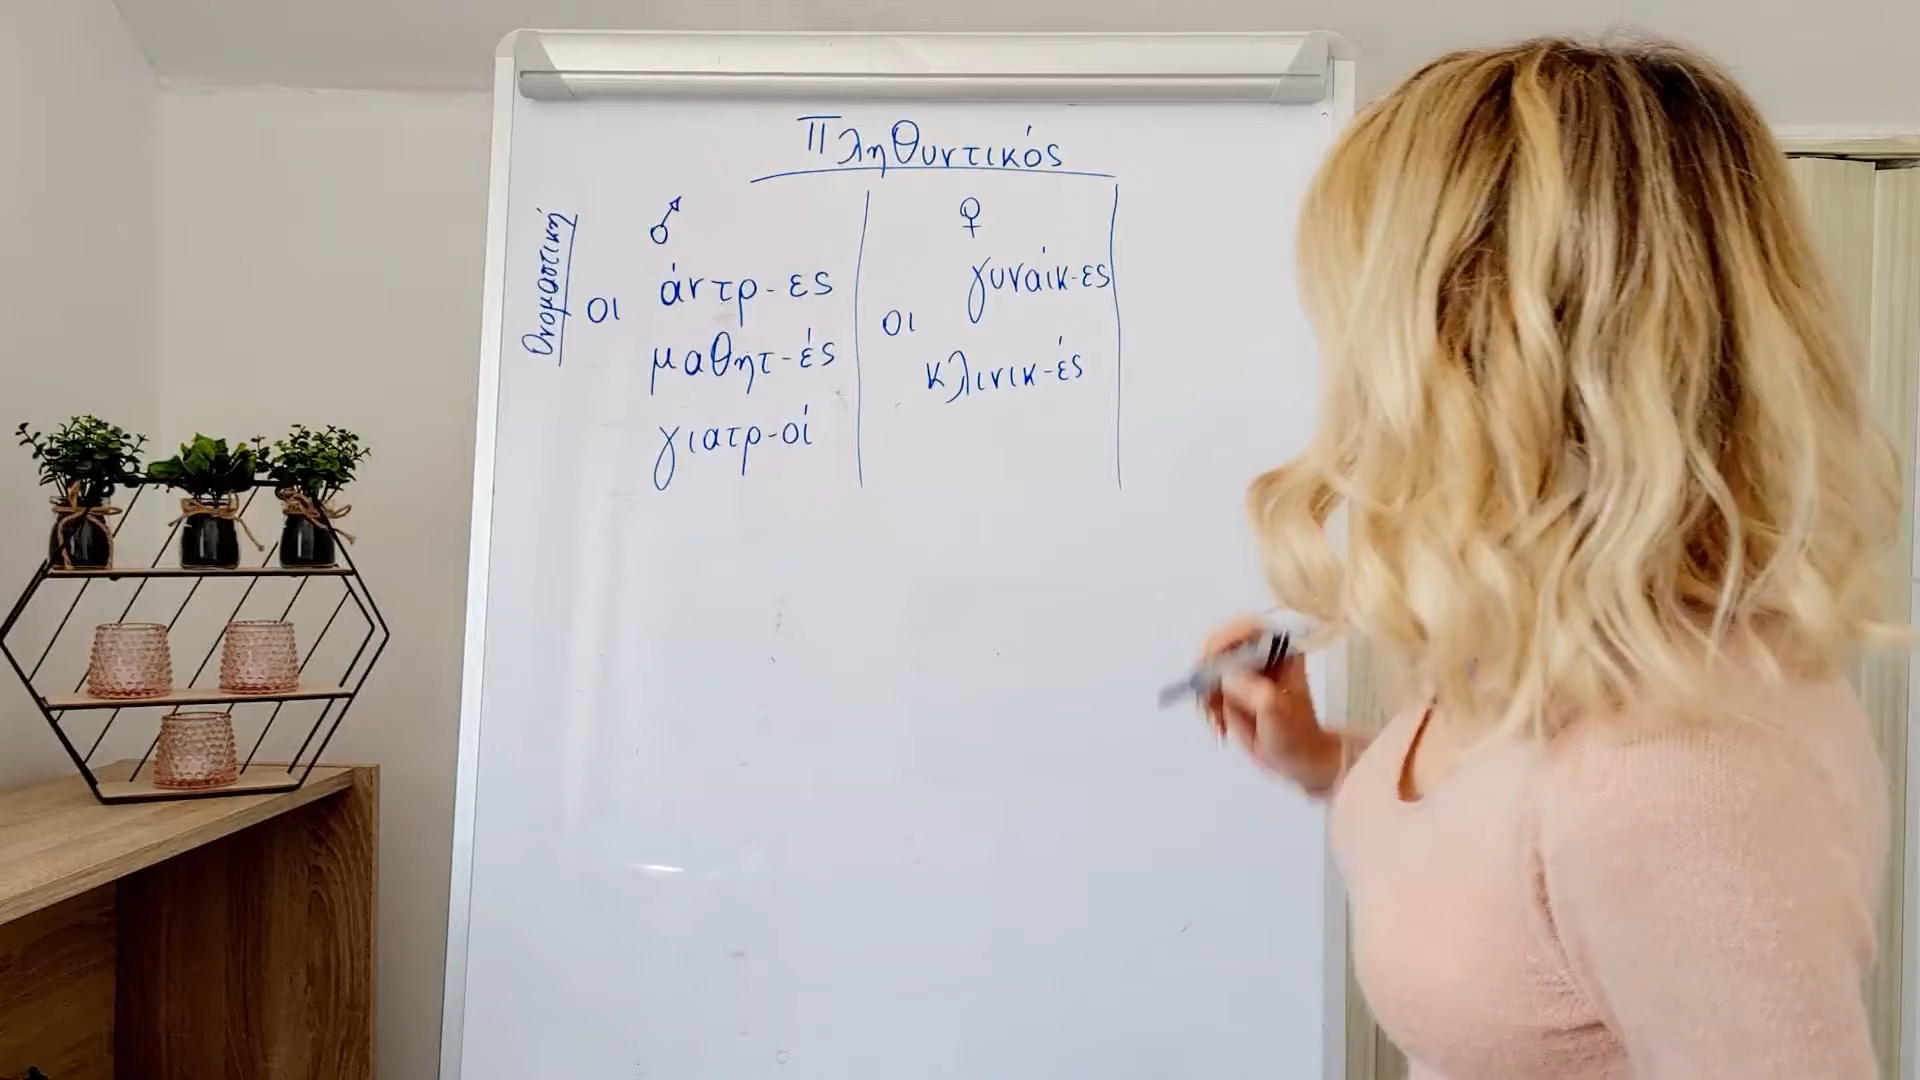 Πληθυντικός
Ονομαστική
♂
♀
οι
άντρ-ες
μαθητ-ές
γιατρ-οί
οι
γυναίκ-ες
κλινικ-ές